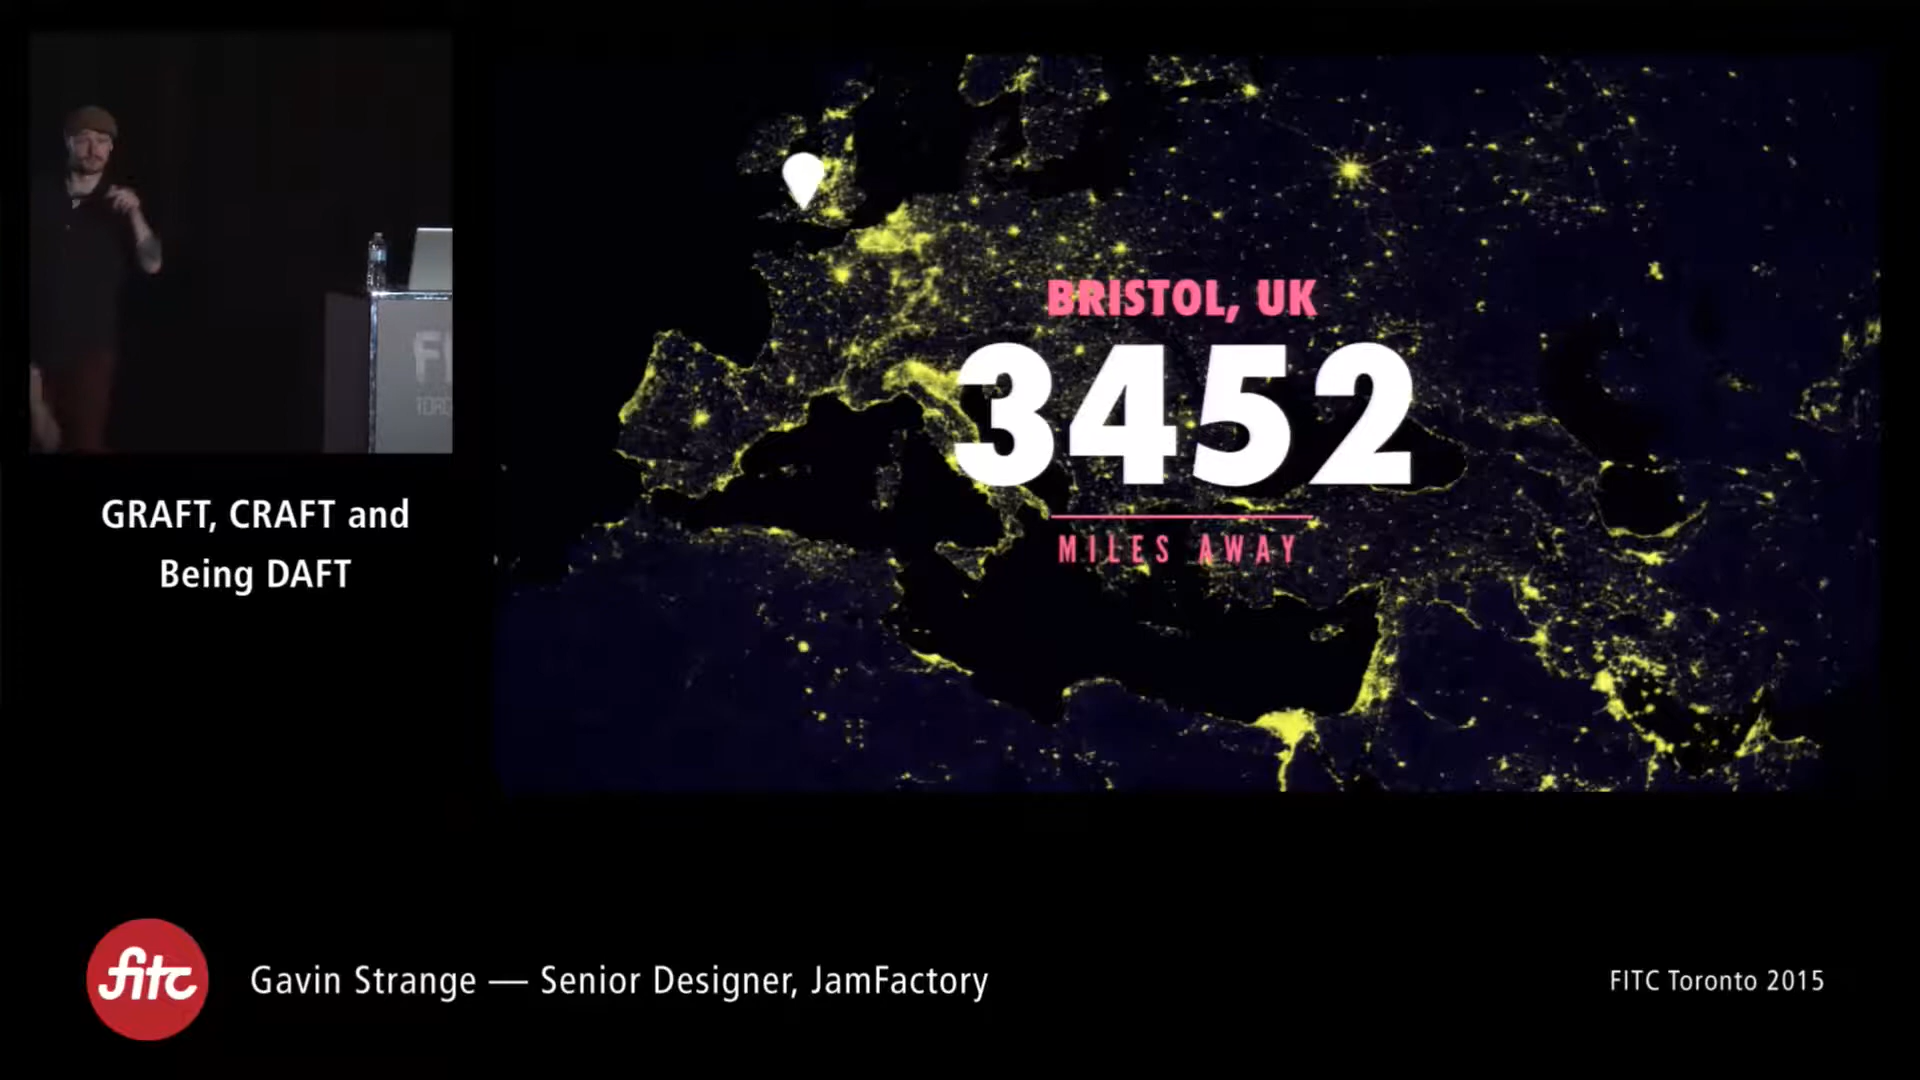 GRAFT, CRAFT and
Being DAFT
BRISTOL, UK
3452
MILES AWAY
fitc
Gavin Strange — Senior Designer, JamFactory
FITC Toronto 2015